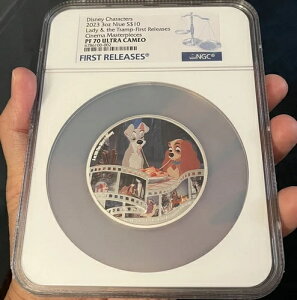 Disney Characters
2023 3oz Niue S$10
Lady & the Tramp-First Releases
Cinema Masterpieces
PF 70 ULTRA CAMEO
FIRST RELEASES
NGC